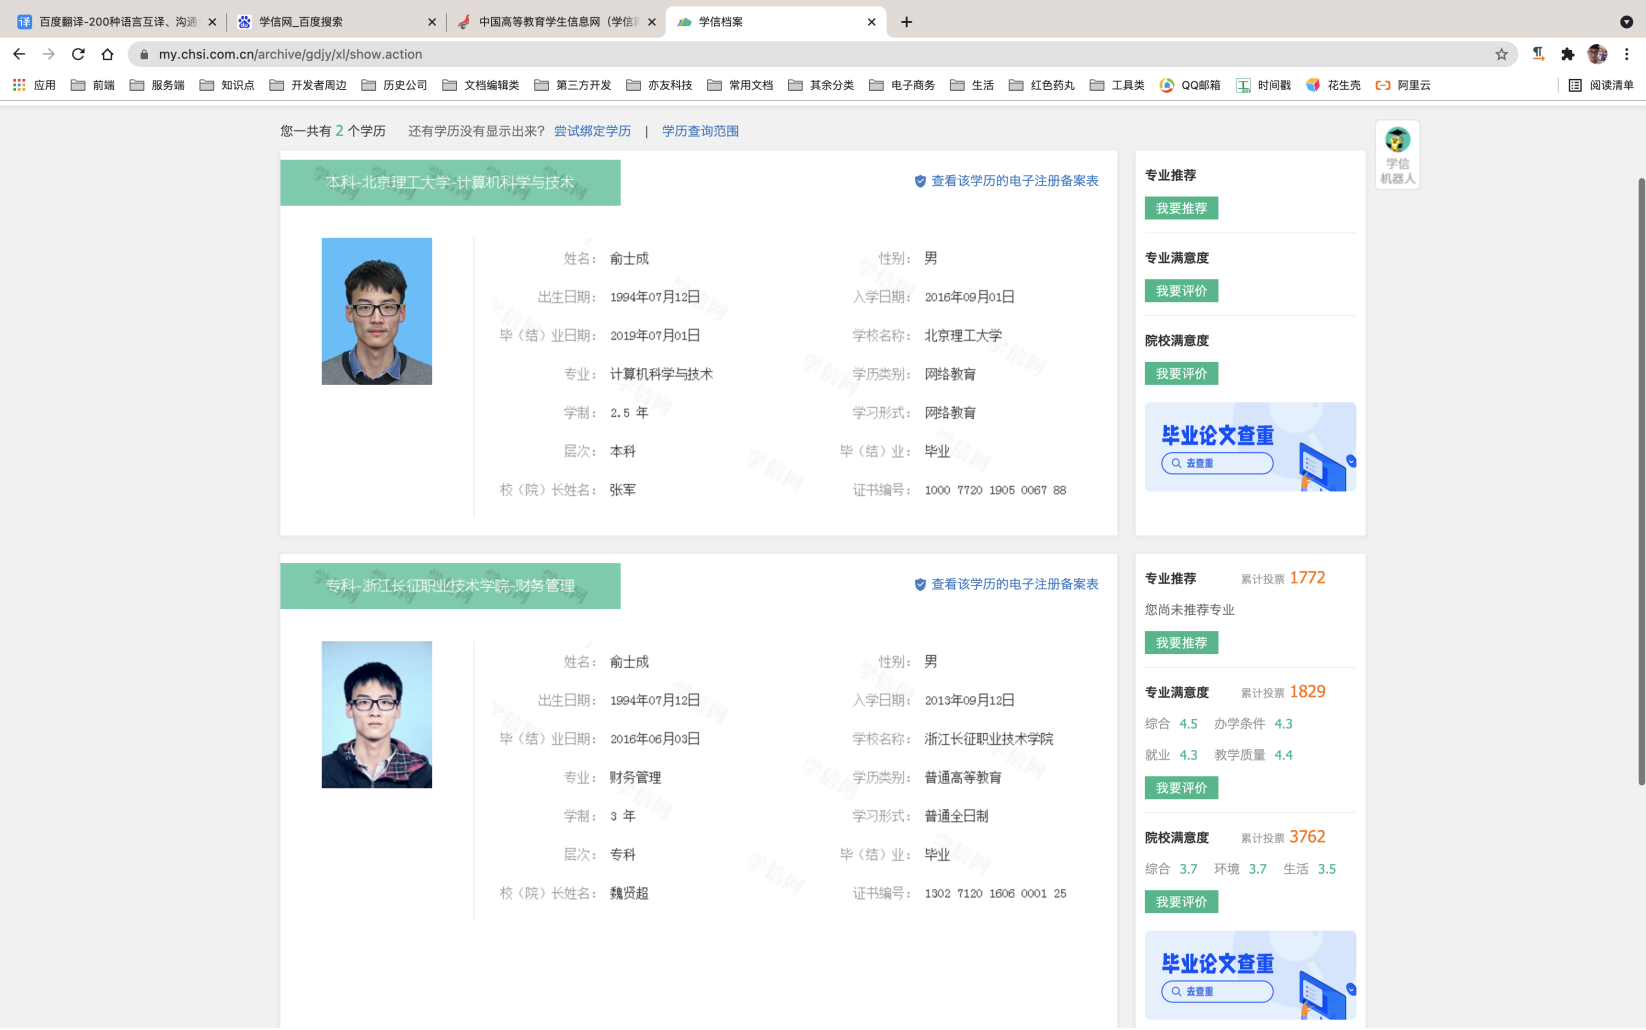 百度翻译-200种语言互译、沟通
学信网_百度搜索
中国高等教育学生信息网（学信网
学信档案
my.chsi.com.cn/archive/gdjy/xl/show.action
应用 前端 服务端 知识点 开发者周边 历史公司 文档编辑类 第三方开发 亦友科技 常用文档 其余分类 电子商务 生活 红色药丸 工具类 QQ邮箱 时间戳 花生壳 阿里云 阅读清单
您一共有 2 个学历 还有学历没有显示出来？ 尝试绑定学历 | 学历查询范围
本科-北京理工大学-计算机科学与技术
查看该学历的电子注册备案表
姓名： 俞士成 性别： 男
出生日期： 1994年07月12日 入学日期： 2016年09月01日
毕（结）业日期： 2019年07月01日 学校名称： 北京理工大学
专业： 计算机科学与技术 学历类别： 网络教育
学制： 2.5 年 学习形式： 网络教育
层次： 本科 毕（结）业： 毕业
校（院）长姓名： 张军 证书编号： 1000 7720 1905 0067 88
专业推荐
我要推荐
专业满意度
我要评价
院校满意度
我要评价
毕业论文查重
去查重
学信
机器人
专科-浙江长征职业技术学院-财务管理
查看该学历的电子注册备案表
姓名： 俞士成 性别： 男
出生日期： 1994年07月12日 入学日期： 2013年09月12日
毕（结）业日期： 2016年06月03日 学校名称： 浙江长征职业技术学院
专业： 财务管理 学历类别： 普通高等教育
学制： 3 年 学习形式： 普通全日制
层次： 专科 毕（结）业： 毕业
校（院）长姓名： 魏贤超 证书编号： 1302 7120 1606 0001 25
专业推荐 累计投票 1772
您尚未推荐专业
我要推荐
专业满意度 累计投票 1829
综合 4.5 办学条件 4.3
就业 4.3 教学质量 4.4
我要评价
院校满意度 累计投票 3762
综合 3.7 环境 3.7 生活 3.5
我要评价
毕业论文查重
去查重